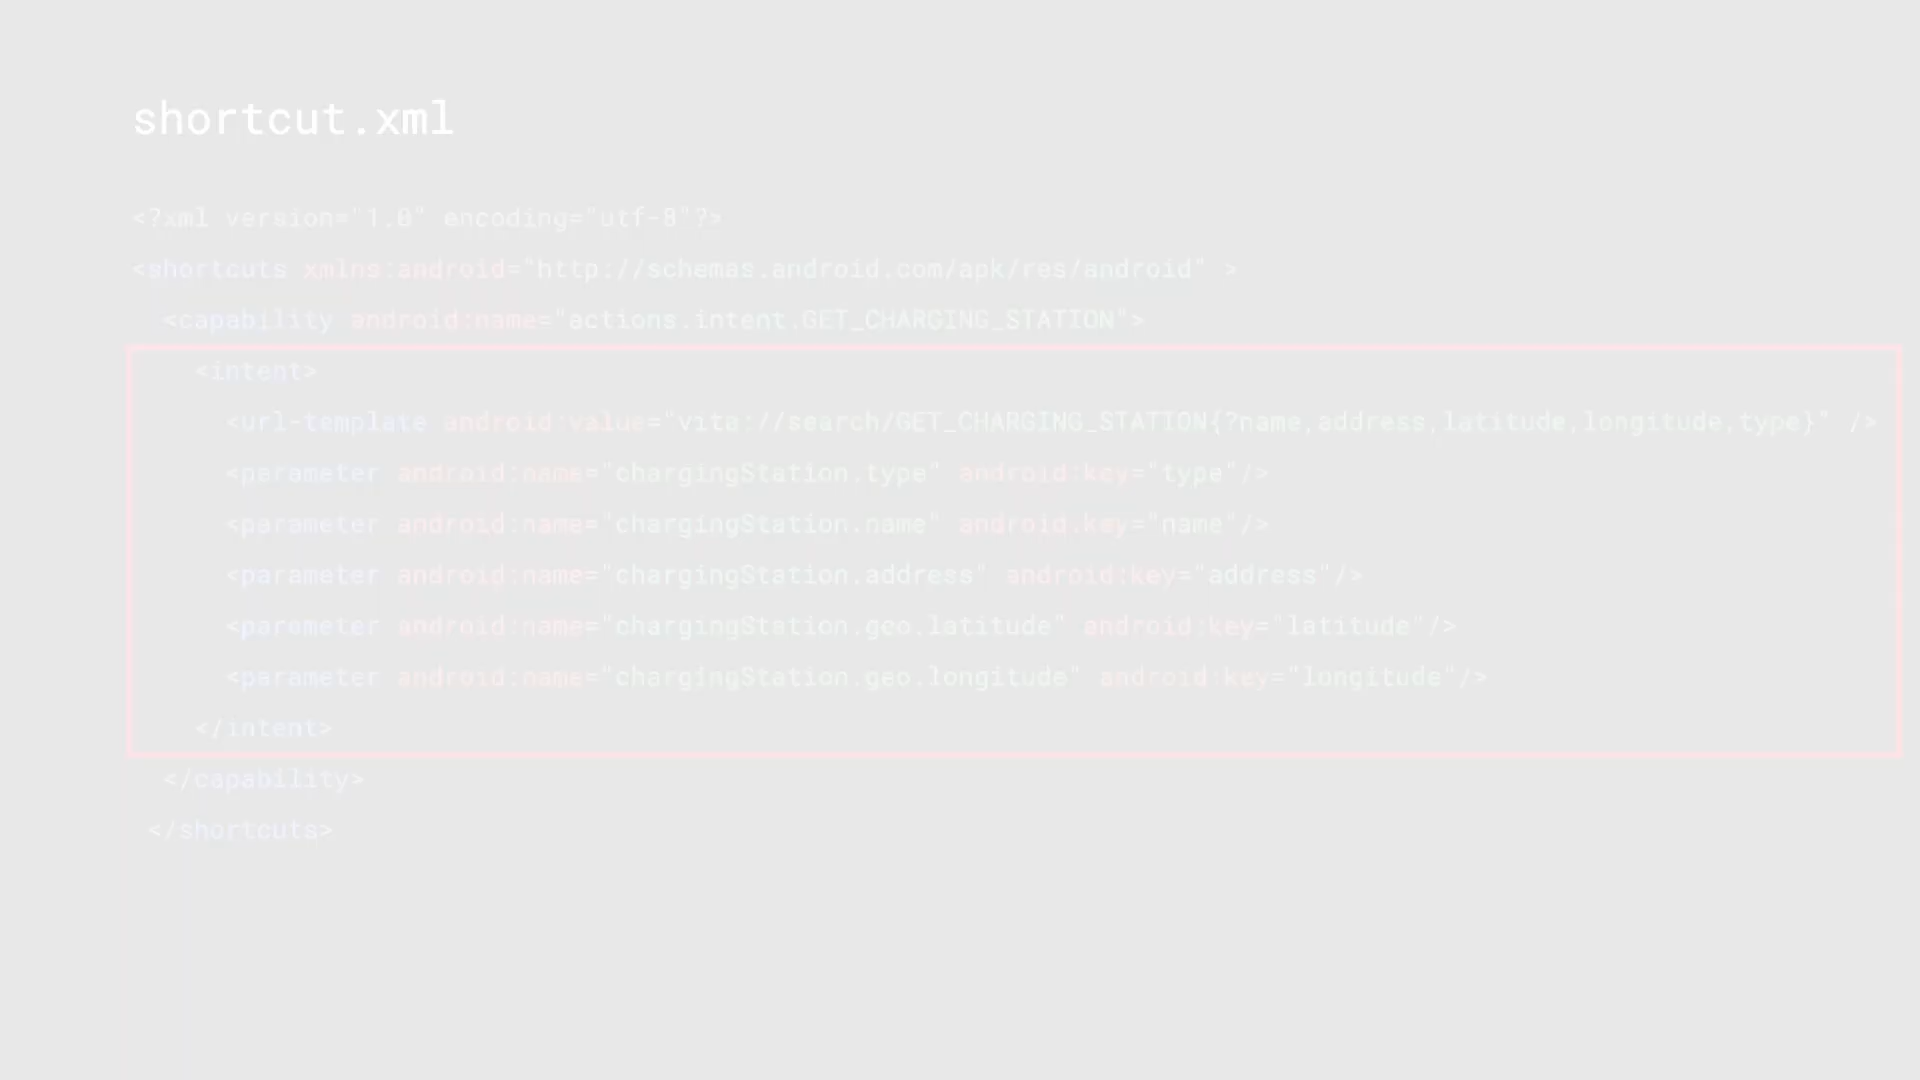 shortcut.xml
<?xml version="1.0" encoding="utf-8"?>
<shortcuts xmlns:android="http://schemas.android.com/apk/res/android" >
<capability android:name="actions.intent.GET_CHARGING_STATION">
<intent>
<url-template android:value="vita://search/GET_CHARGING_STATION{?name,address,latitude,longitude,type}" />
<parameter android:name="chargingStation.type" android:key="type"/>
<parameter android:name="chargingStation.name" android:key="name"/>
<parameter android:name="chargingStation.address" android:key="address"/>
<parameter android:name="chargingStation.geo.latitude" android:key="latitude"/>
<parameter android:name="chargingStation.geo.longitude" android:key="longitude"/>
</intent>
</capability>
</shortcuts>